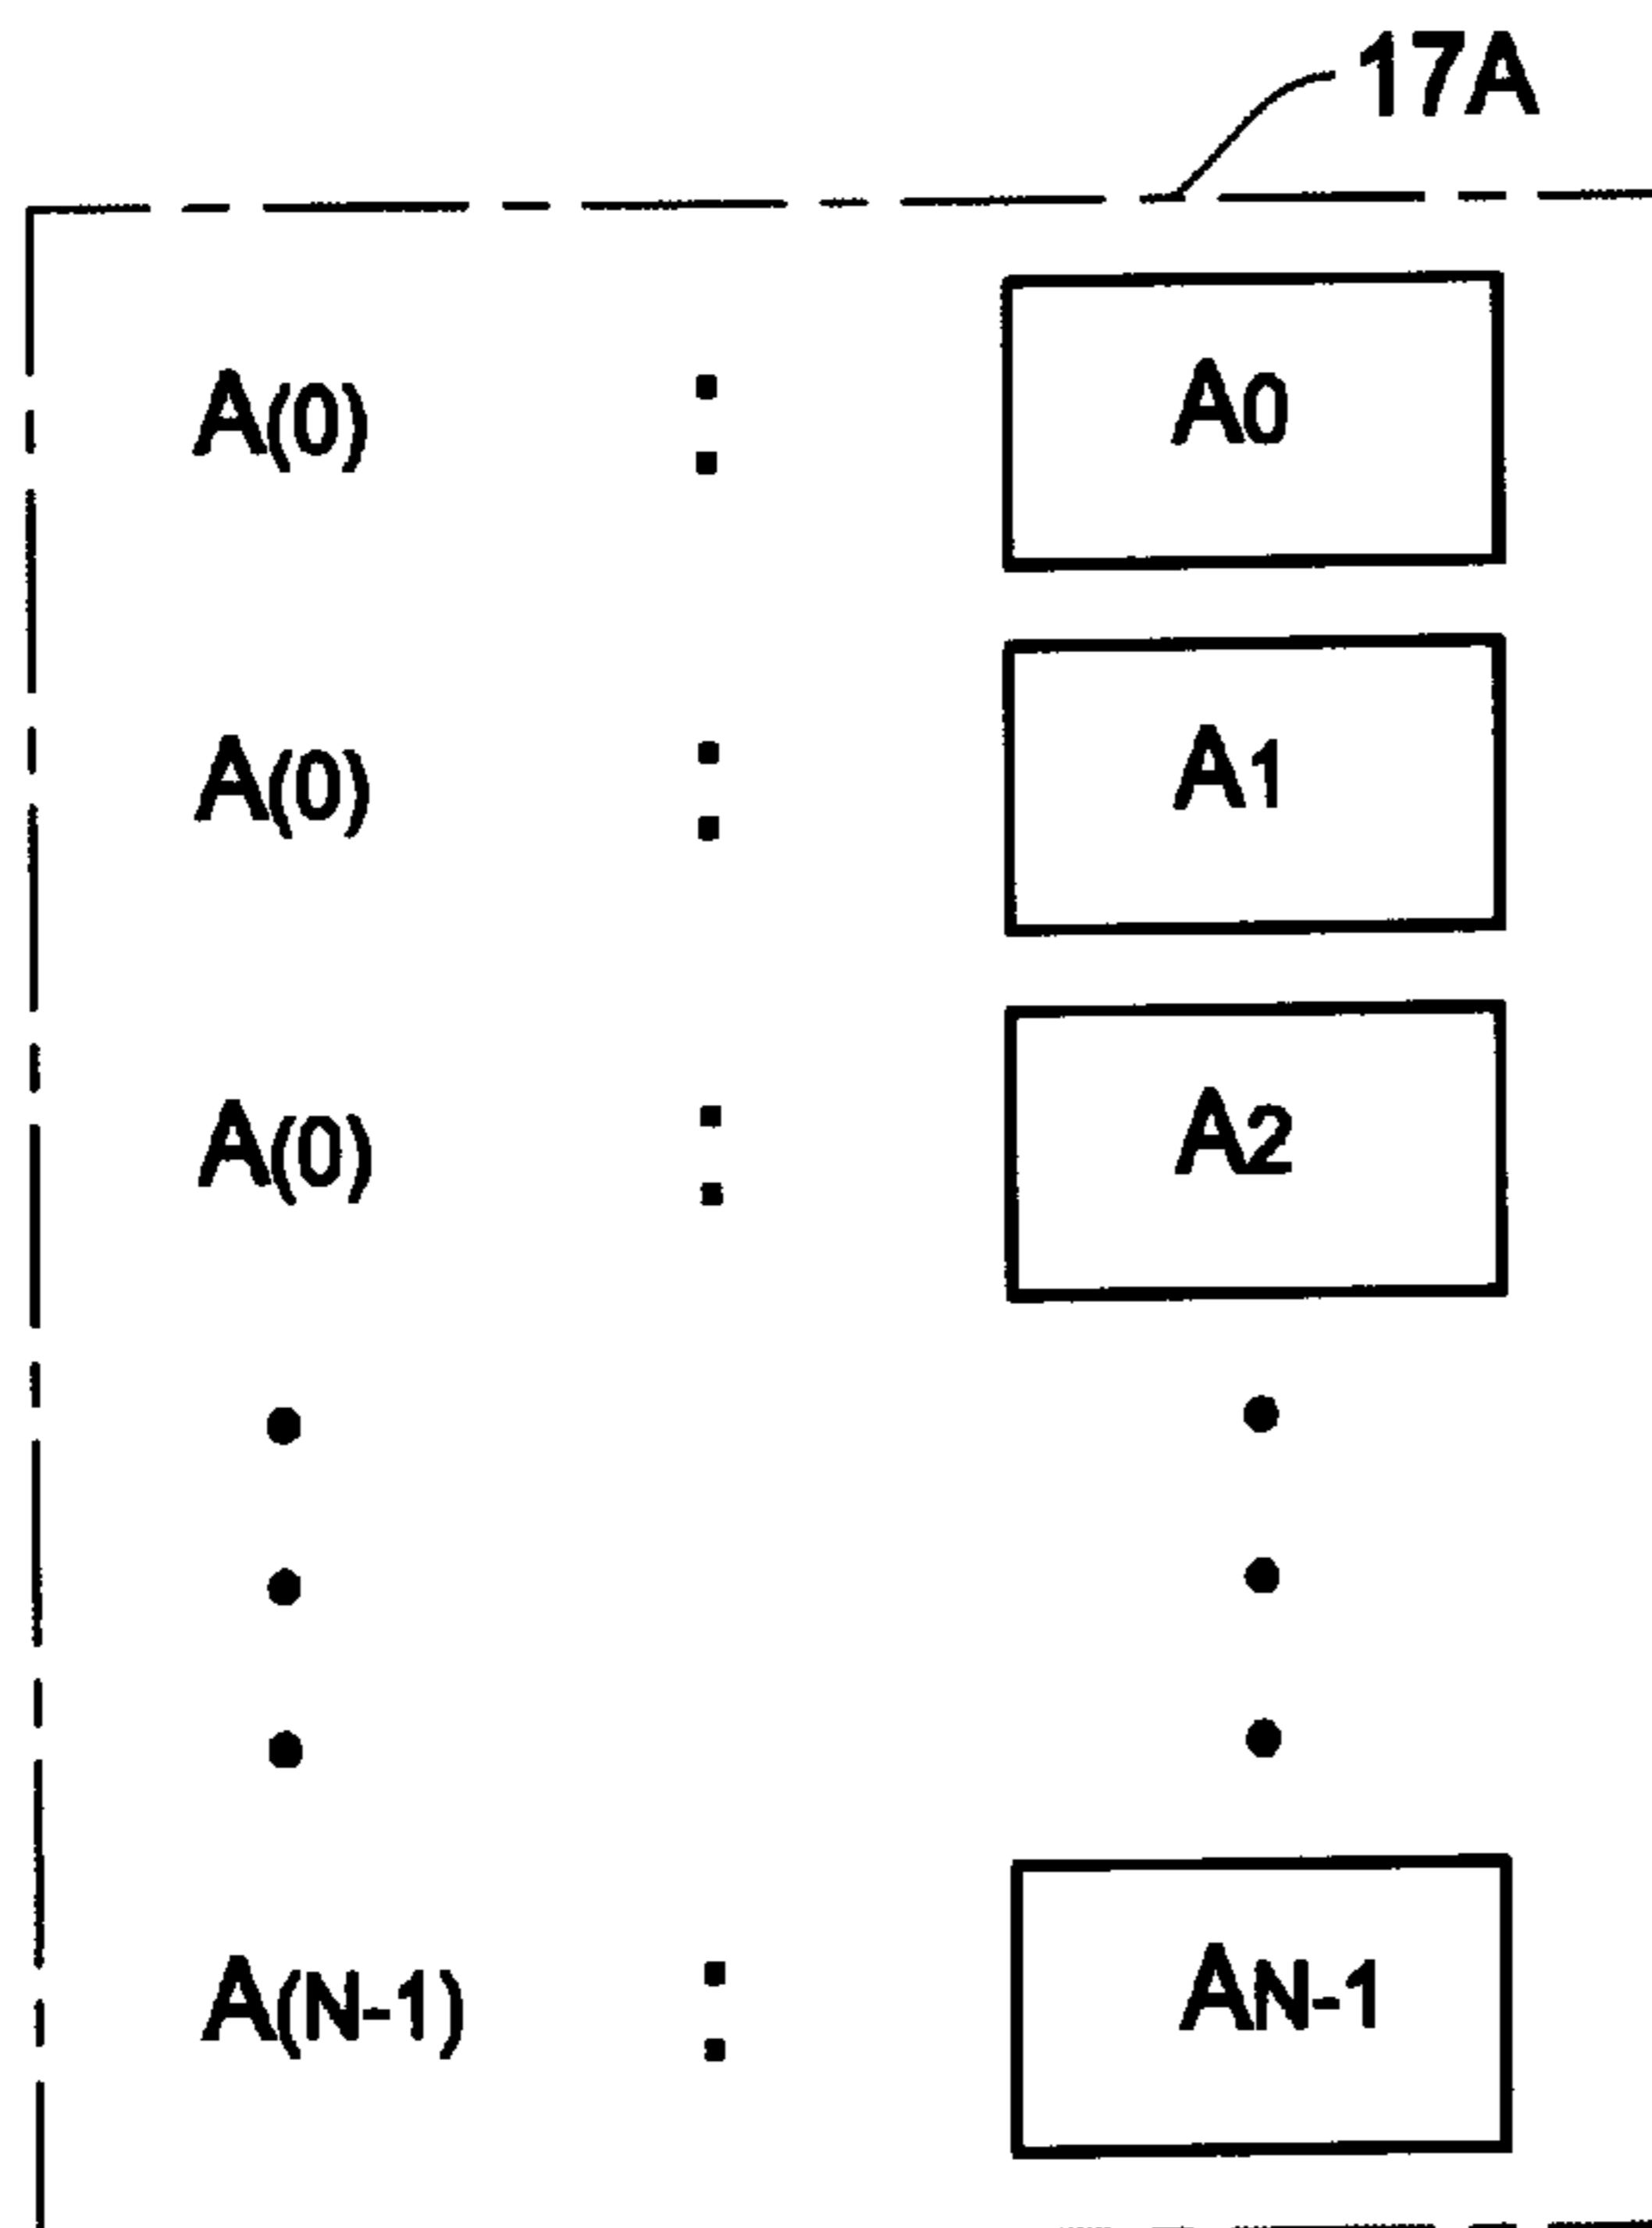 17A
A(0) : A0
A(0) : A1
A(0) : A2
A(N-1) : AN-1